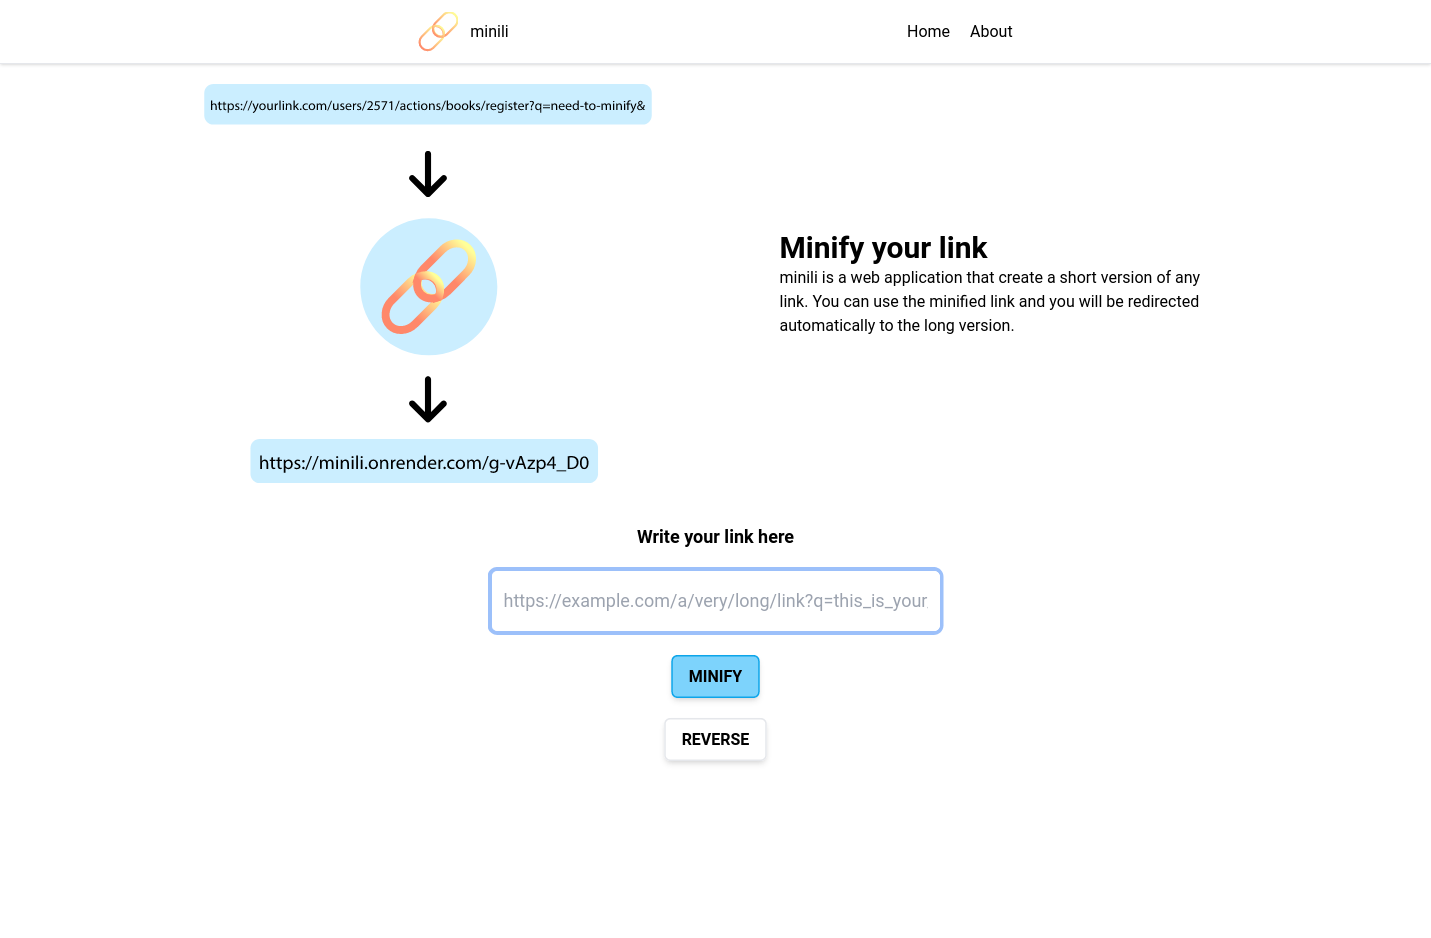 minili
Home
About
https://yourlink.com/users/2571/actions/books/register?q=need-to-minify&
https://minili.onrender.com/g-vAzp4_D0
Minify your link
minili is a web application that create a short version of any
link. You can use the minified link and you will be redirected
automatically to the long version.
Write your link here
https://example.com/a/very/long/link?q=this_is_your
MINIFY
REVERSE